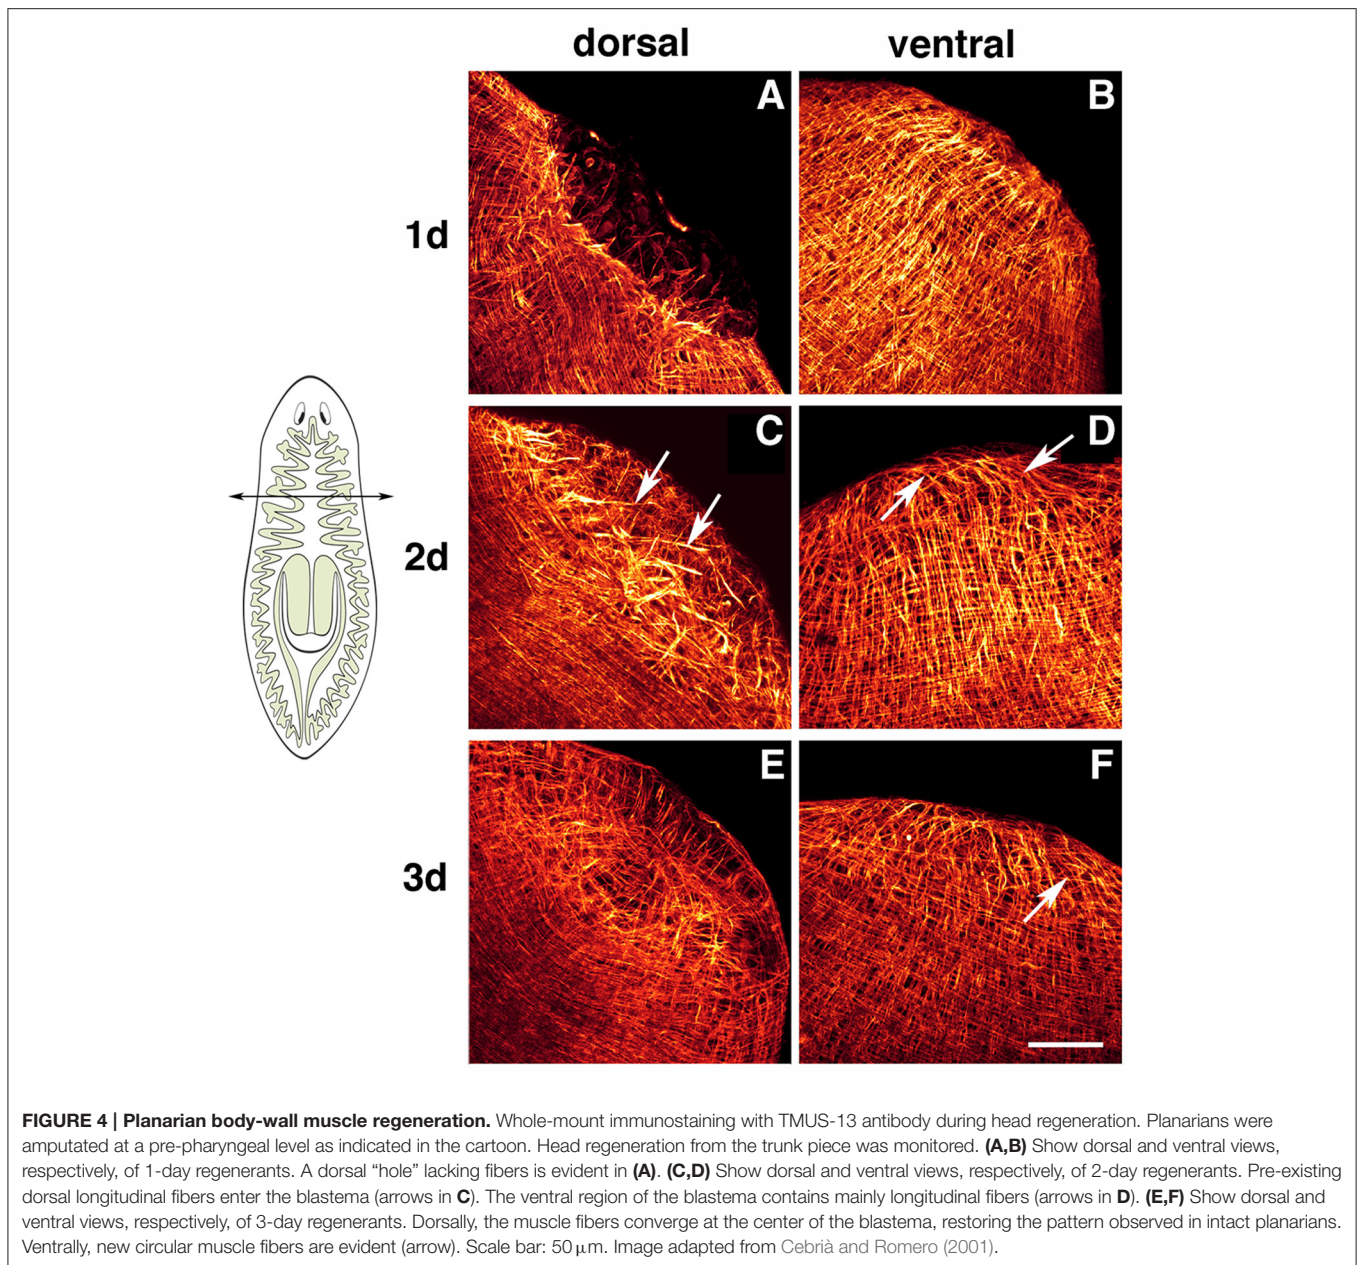 dorsal
ventral
A
B
1d
C
D
2d
E
F
3d
FIGURE 4 | Planarian body-wall muscle regeneration. Whole-mount immunostaining with TMUS-13 antibody during head regeneration. Planarians were
amputated at a pre-pharyngeal level as indicated in the cartoon. Head regeneration from the trunk piece was monitored. (A,B) Show dorsal and ventral views,
respectively, of 1-day regenerants. A dorsal “hole” lacking fibers is evident in (A). (C,D) Show dorsal and ventral views, respectively, of 2-day regenerants. Pre-existing
dorsal longitudinal fibers enter the blastema (arrows in C). The ventral region of the blastema contains mainly longitudinal fibers (arrows in D). (E,F) Show dorsal and
ventral views, respectively, of 3-day regenerants. Dorsally, the muscle fibers converge at the center of the blastema, restoring the pattern observed in intact planarians.
Ventrally, new circular muscle fibers are evident (arrow). Scale bar: 50 μm. Image adapted from Cebrià and Romero (2001).